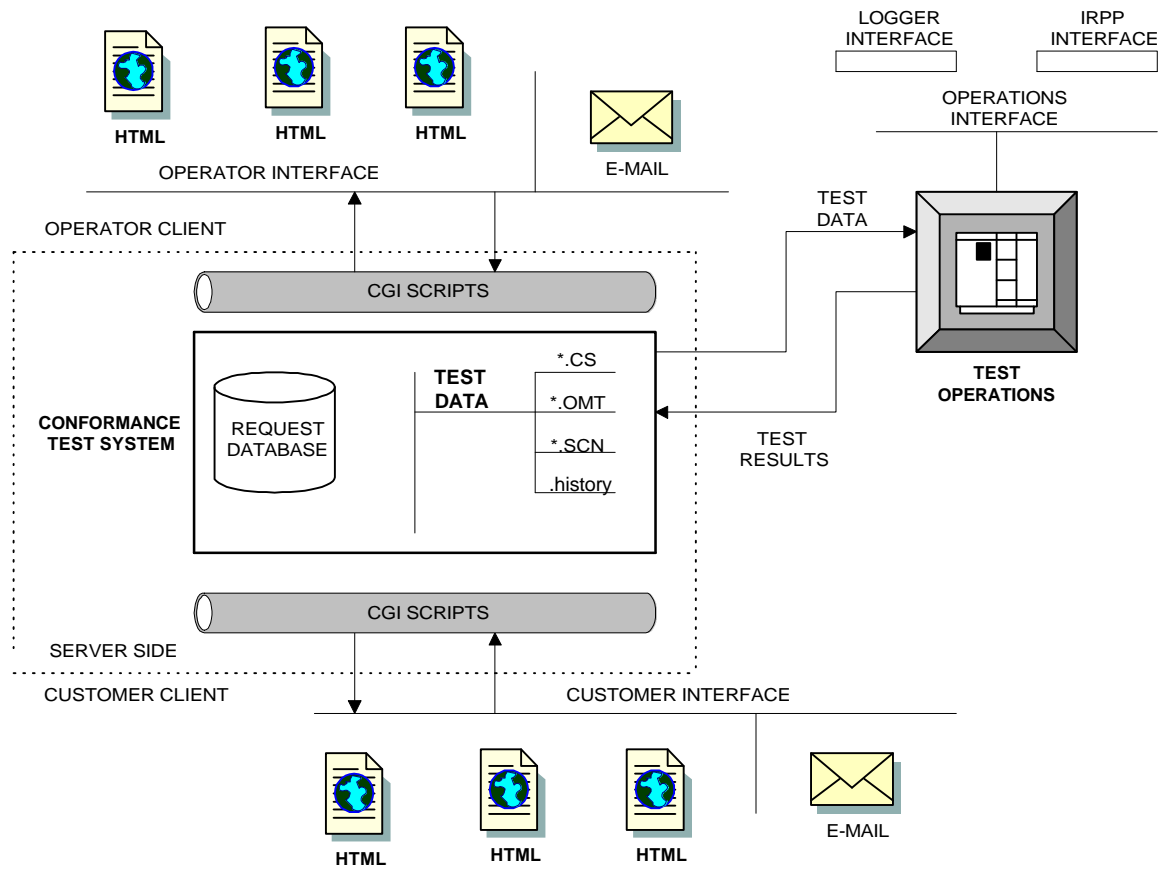 LOGGER
INTERFACE
IRPP
INTERFACE
HTML
HTML
HTML
OPERATIONS
INTERFACE
E-MAIL
OPERATOR INTERFACE
TEST
DATA
OPERATOR CLIENT
CGI SCRIPTS
*.CS
TEST
DATA
*.OMT
*.SCN
.history
REQUEST
DATABASE
CONFORMANCE
TEST SYSTEM
TEST
OPERATIONS
TEST
RESULTS
CGI SCRIPTS
SERVER SIDE
CUSTOMER CLIENT
CUSTOMER INTERFACE
HTML
HTML
HTML
E-MAIL